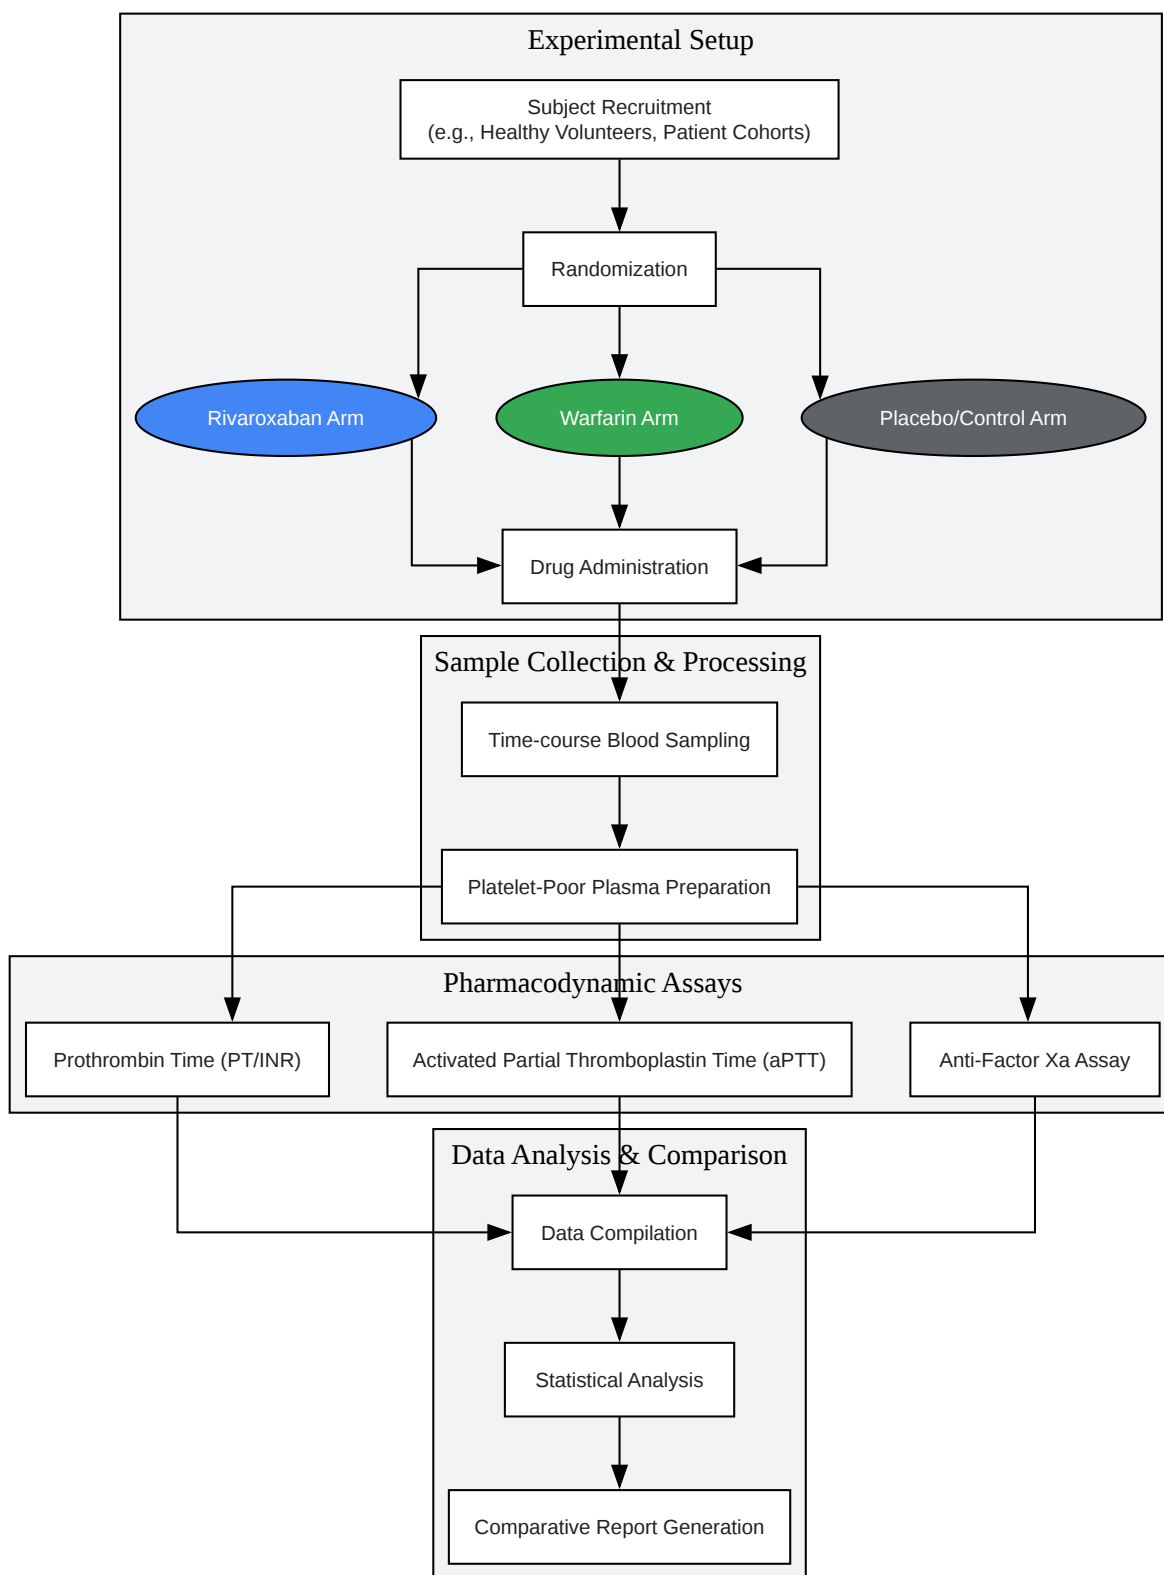 Experimental Setup
Subject Recruitment
(e.g., Healthy Volunteers, Patient Cohorts)
Randomization
Rivaroxaban Arm
Warfarin Arm
Placebo/Control Arm
Drug Administration
Sample Collection & Processing
Time-course Blood Sampling
Platelet-Poor Plasma Preparation
Pharmacodynamic Assays
Prothrombin Time (PT/INR)
Activated Partial Thromboplastin Time (aPTT)
Anti-Factor Xa Assay
Data Analysis & Comparison
Data Compilation
Statistical Analysis
Comparative Report Generation